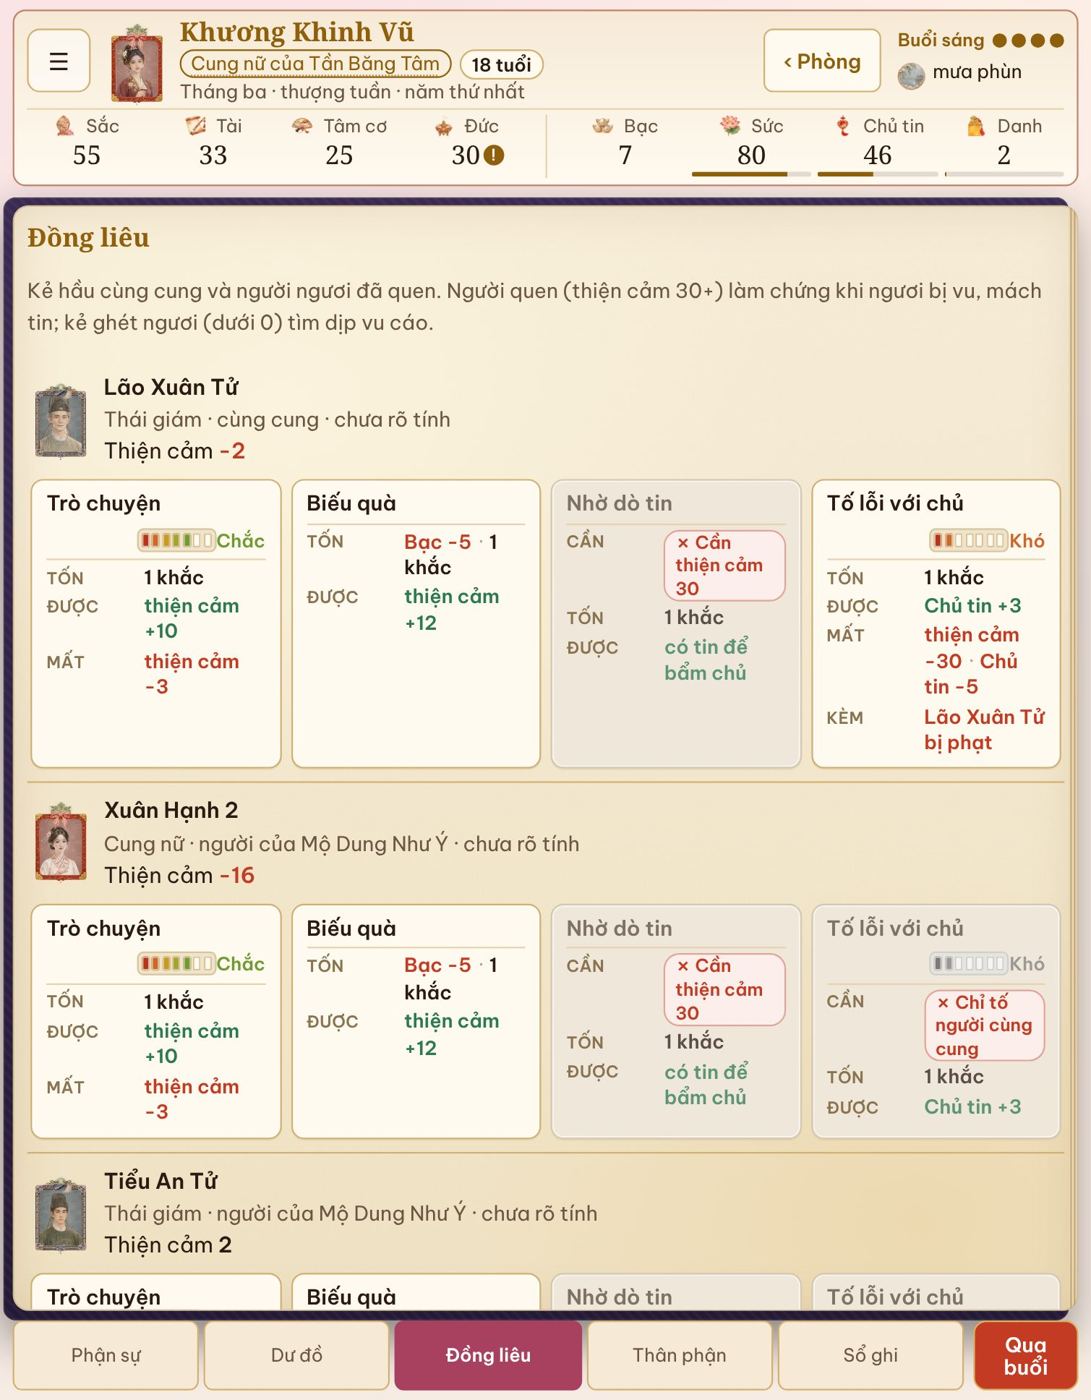 ☰
Khương Khinh Vũ
Cung nữ của Tần Băng Tâm
18 tuổi
Tháng ba · thượng tuần · năm thứ nhất
‹ Phòng
Buổi sáng
mưa phùn
Sắc
55
Tài
33
Tâm cơ
25
Đức
30 !
Bạc
7
Sức
80
Chủ tin
46
Danh
2
Đồng liêu
Kẻ hầu cùng cung và người ngươi đã quen. Người quen (thiện cảm 30+) làm chứng khi ngươi bị vu, mách
tin; kẻ ghét ngươi (dưới 0) tìm dịp vu cáo.
Lão Xuân Tử
Thái giám · cùng cung · chưa rõ tính
Thiện cảm -2
Trò chuyện
Chắc
TỐN 1 khắc
ĐƯỢC thiện cảm
+10
MẤT thiện cảm
-3
Biếu quà
TỐN Bạc -5 · 1
khắc
ĐƯỢC thiện cảm
+12
Nhờ dò tin
CẦN × Cần
thiện cảm
30
TỐN 1 khắc
ĐƯỢC có tin để
bẩm chủ
Tố lỗi với chủ
Khó
TỐN 1 khắc
ĐƯỢC Chủ tin +3
MẤT thiện cảm
-30 · Chủ
tin -5
KÈM Lão Xuân Tử
bị phạt
Xuân Hạnh 2
Cung nữ · người của Mộ Dung Như Ý · chưa rõ tính
Thiện cảm -16
Trò chuyện
Chắc
TỐN 1 khắc
ĐƯỢC thiện cảm
+10
MẤT thiện cảm
-3
Biếu quà
TỐN Bạc -5 · 1
khắc
ĐƯỢC thiện cảm
+12
Nhờ dò tin
CẦN × Cần
thiện cảm
30
TỐN 1 khắc
ĐƯỢC có tin để
bẩm chủ
Tố lỗi với chủ
Khó
CẦN × Chỉ tố
người cùng
cung
TỐN 1 khắc
ĐƯỢC Chủ tin +3
Tiểu An Tử
Thái giám · người của Mộ Dung Như Ý · chưa rõ tính
Thiện cảm 2
Trò chuyện
Biếu quà
Nhờ dò tin
Tố lỗi với chủ
Phận sự
Dư đồ
Đồng liêu
Thân phận
Sổ ghi
Qua
buổi